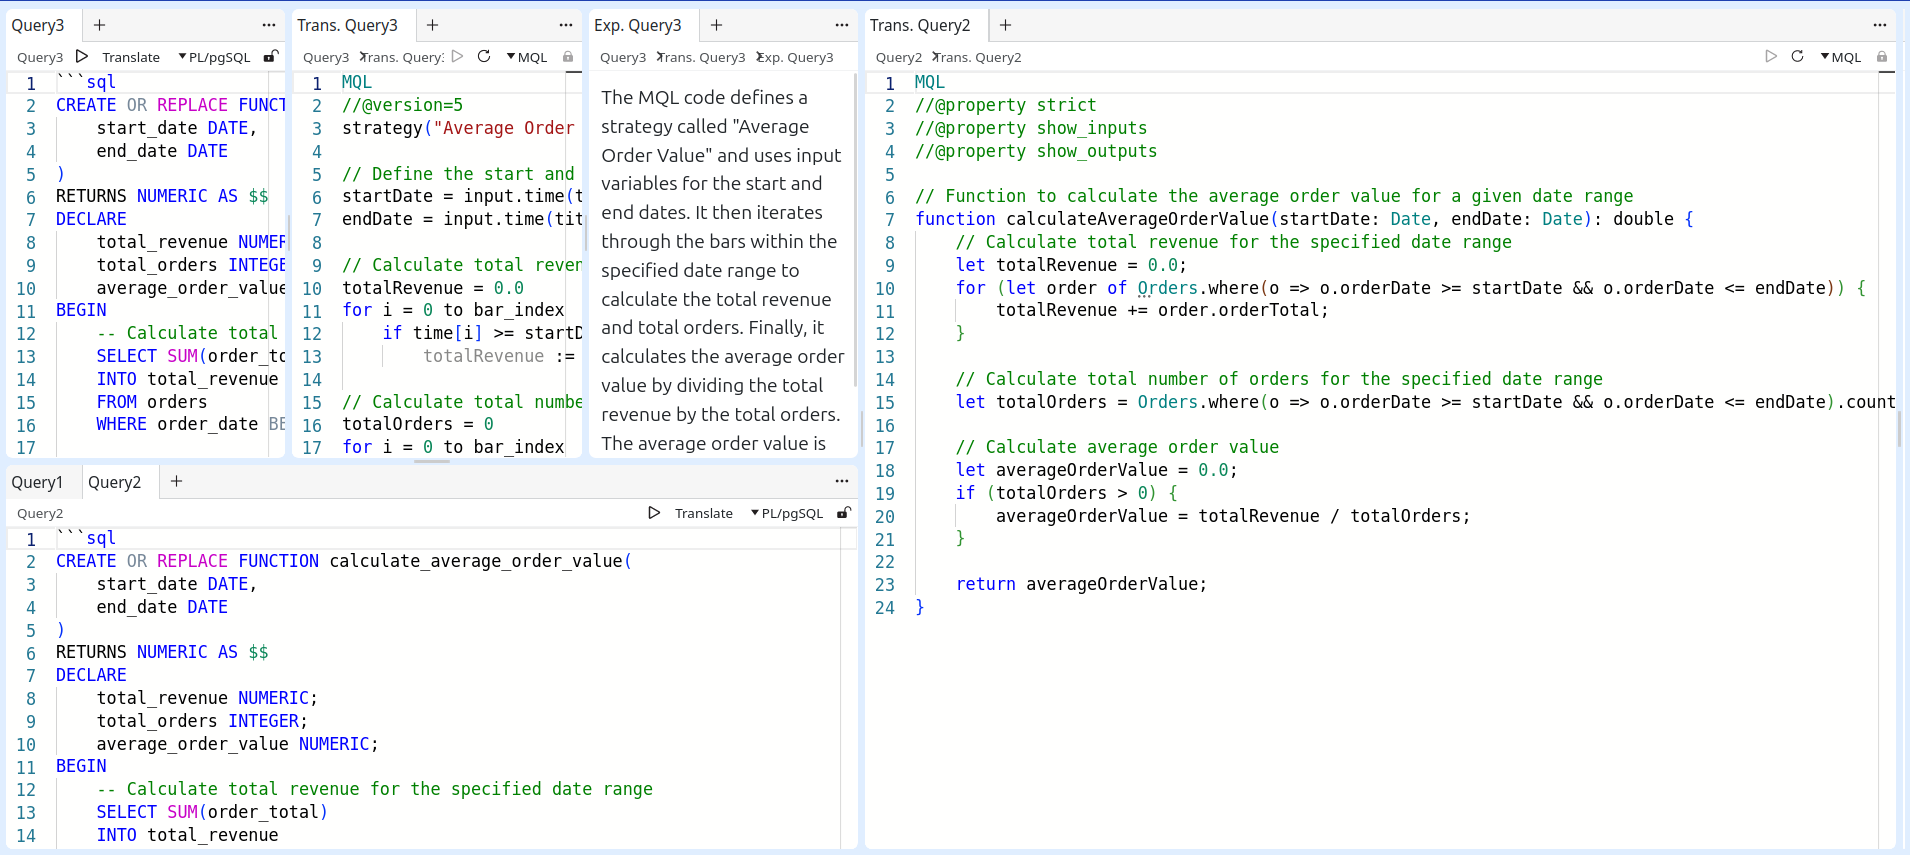 Query3
Query3 Trans. Query: Translate PL/pgSQL
1 ```sql
2 CREATE OR REPLACE FUNCT
3 start_date DATE,
4 end_date DATE
5 )
6 RETURNS NUMERIC AS $$
7 DECLARE
8 total_revenue NUMER
9 total_orders INTEGE
10 average_order_value
11 BEGIN
12 -- Calculate total
13 SELECT SUM(order_to
14 INTO total_revenue
15 FROM orders
16 WHERE order_date BE
17
Trans. Query3
Query3 Trans. Query: MQL
1 MQL
2 //@version=5
3 strategy("Average Order
4
5 // Define the start and
6 startDate = input.time(t
7 endDate = input.time(tit
8
9 // Calculate total reven
10 totalRevenue = 0.0
11 for i = 0 to bar_index
12 if time[i] >= startD
13 totalRevenue :=
14
15 // Calculate total numbe
16 totalOrders = 0
17 for i = 0 to bar_index
Exp. Query3
Query3 Trans. Query3 Exp. Query3
The MQL code defines a
strategy called "Average
Order Value" and uses input
variables for the start and
end dates. It then iterates
through the bars within the
specified date range to
calculate the total revenue
and total orders. Finally, it
calculates the average order
value by dividing the total
revenue by the total orders.
The average order value is
Query1 Query2
Query2 Translate PL/pgSQL
1 ```sql
2 CREATE OR REPLACE FUNCTION calculate_average_order_value(
3 start_date DATE,
4 end_date DATE
5 )
6 RETURNS NUMERIC AS $$
7 DECLARE
8 total_revenue NUMERIC;
9 total_orders INTEGER;
10 average_order_value NUMERIC;
11 BEGIN
12 -- Calculate total revenue for the specified date range
13 SELECT SUM(order_total)
14 INTO total_revenue
Trans. Query2
Query2 Trans. Query2 MQL
1 MQL
2 //@property strict
3 //@property show_inputs
4 //@property show_outputs
5
6 // Function to calculate the average order value for a given date range
7 function calculateAverageOrderValue(startDate: Date, endDate: Date): double {
8 // Calculate total revenue for the specified date range
9 let totalRevenue = 0.0;
10 for (let order of Orders.where(o => o.orderDate >= startDate && o.orderDate <= endDate)) {
11 totalRevenue += order.orderTotal;
12 }
13
14 // Calculate total number of orders for the specified date range
15 let totalOrders = Orders.where(o => o.orderDate >= startDate && o.orderDate <= endDate).count
16
17 // Calculate average order value
18 let averageOrderValue = 0.0;
19 if (totalOrders > 0) {
20 averageOrderValue = totalRevenue / totalOrders;
21 }
22
23 return averageOrderValue;
24 }